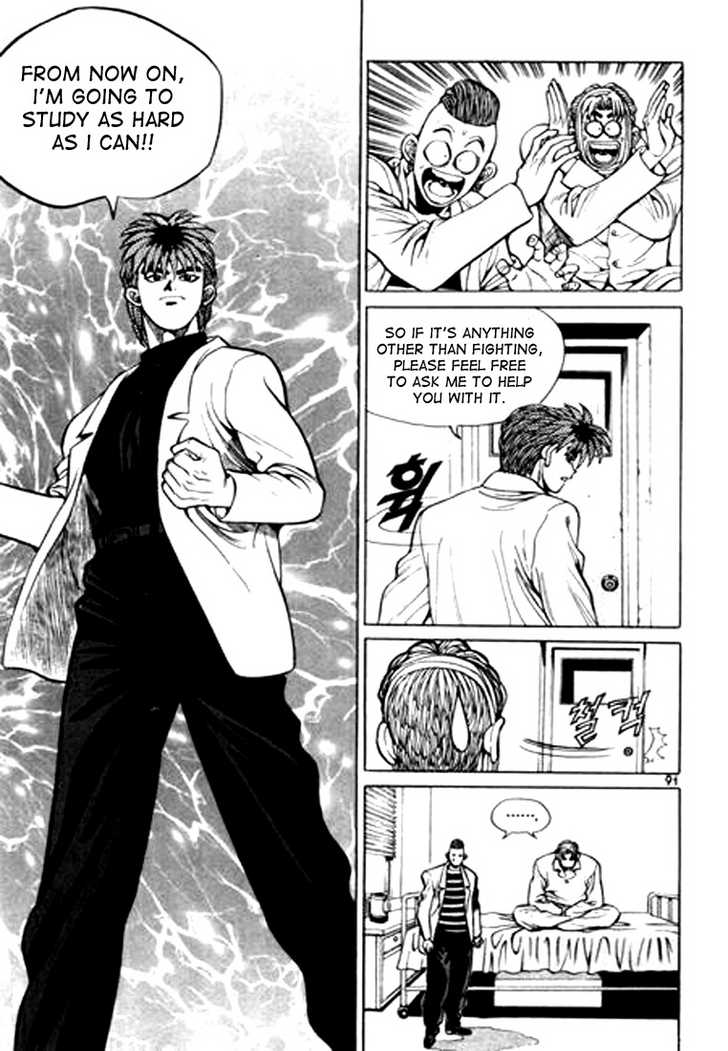 FROM NOW ON,
I'M GOING TO
STUDY AS HARD
AS I CAN!!
SO IF IT'S ANYTHING
OTHER THAN FIGHTING,
PLEASE FEEL FREE
TO ASK ME TO HELP
YOU WITH IT.
휙
철컥
91
......